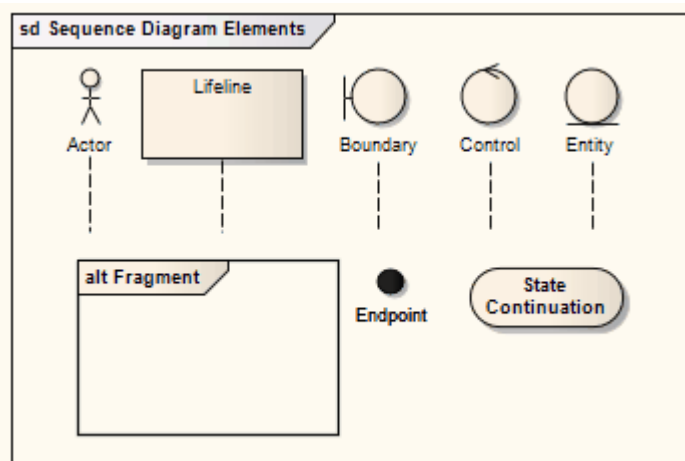 sd Sequence Diagram Elements
Lifeline
Actor
Boundary
Control
Entity
alt Fragment
Endpoint
State
Continuation